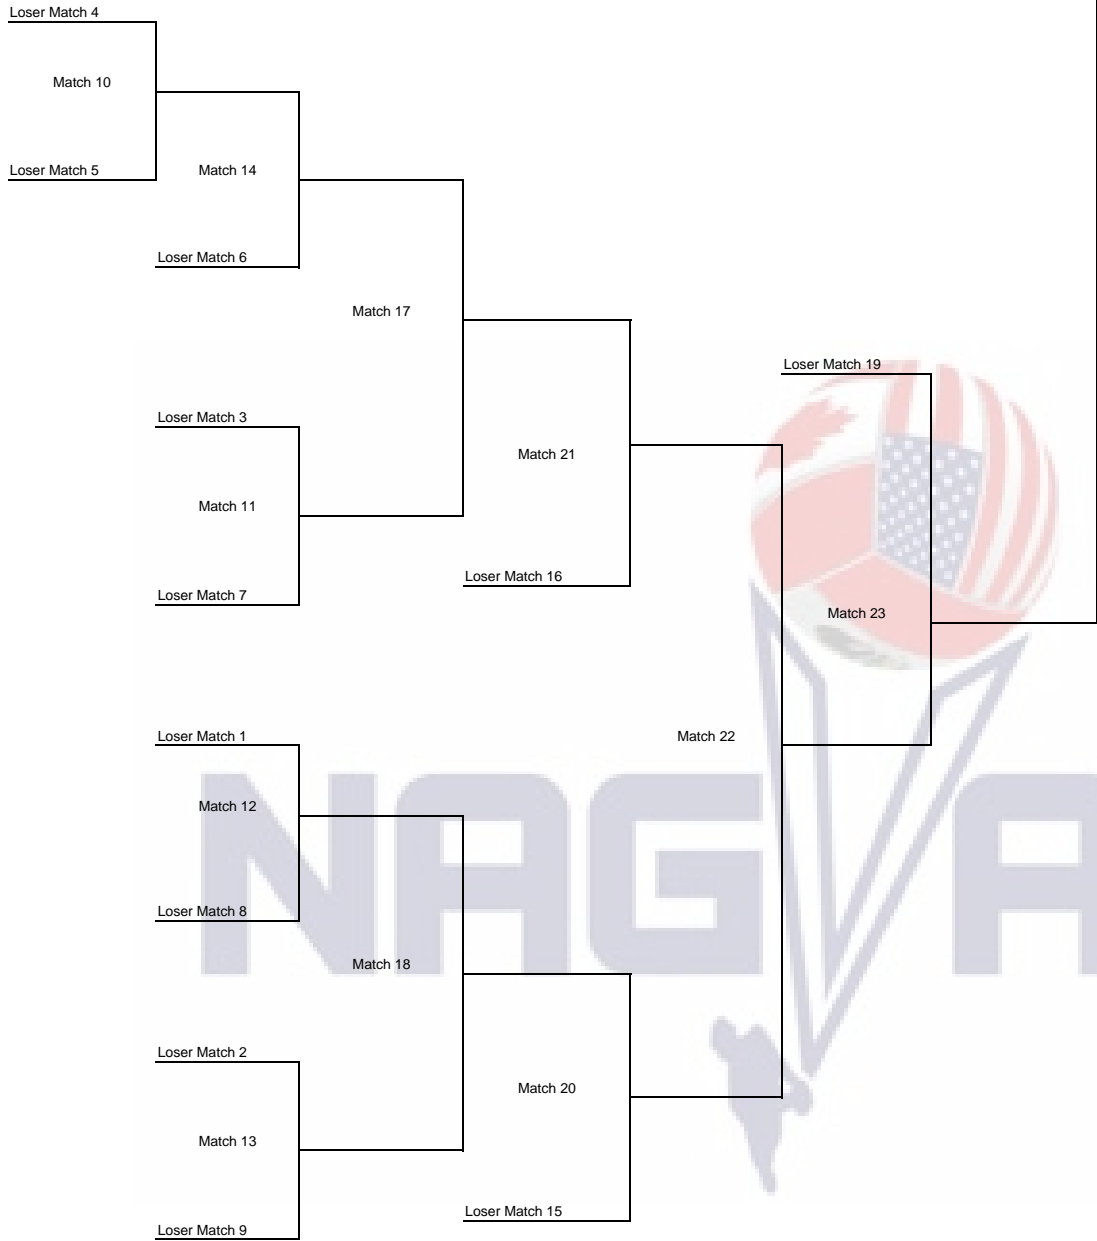 Loser Match 4
Match 10
Loser Match 5
Match 14
Loser Match 6
Match 17
Loser Match 19
Loser Match 3
Match 21
Match 11
Loser Match 16
Loser Match 7
Match 23
Loser Match 1
Match 22
Match 12
NAGVA
Loser Match 8
Match 18
Loser Match 2
Match 20
Match 13
Loser Match 15
Loser Match 9